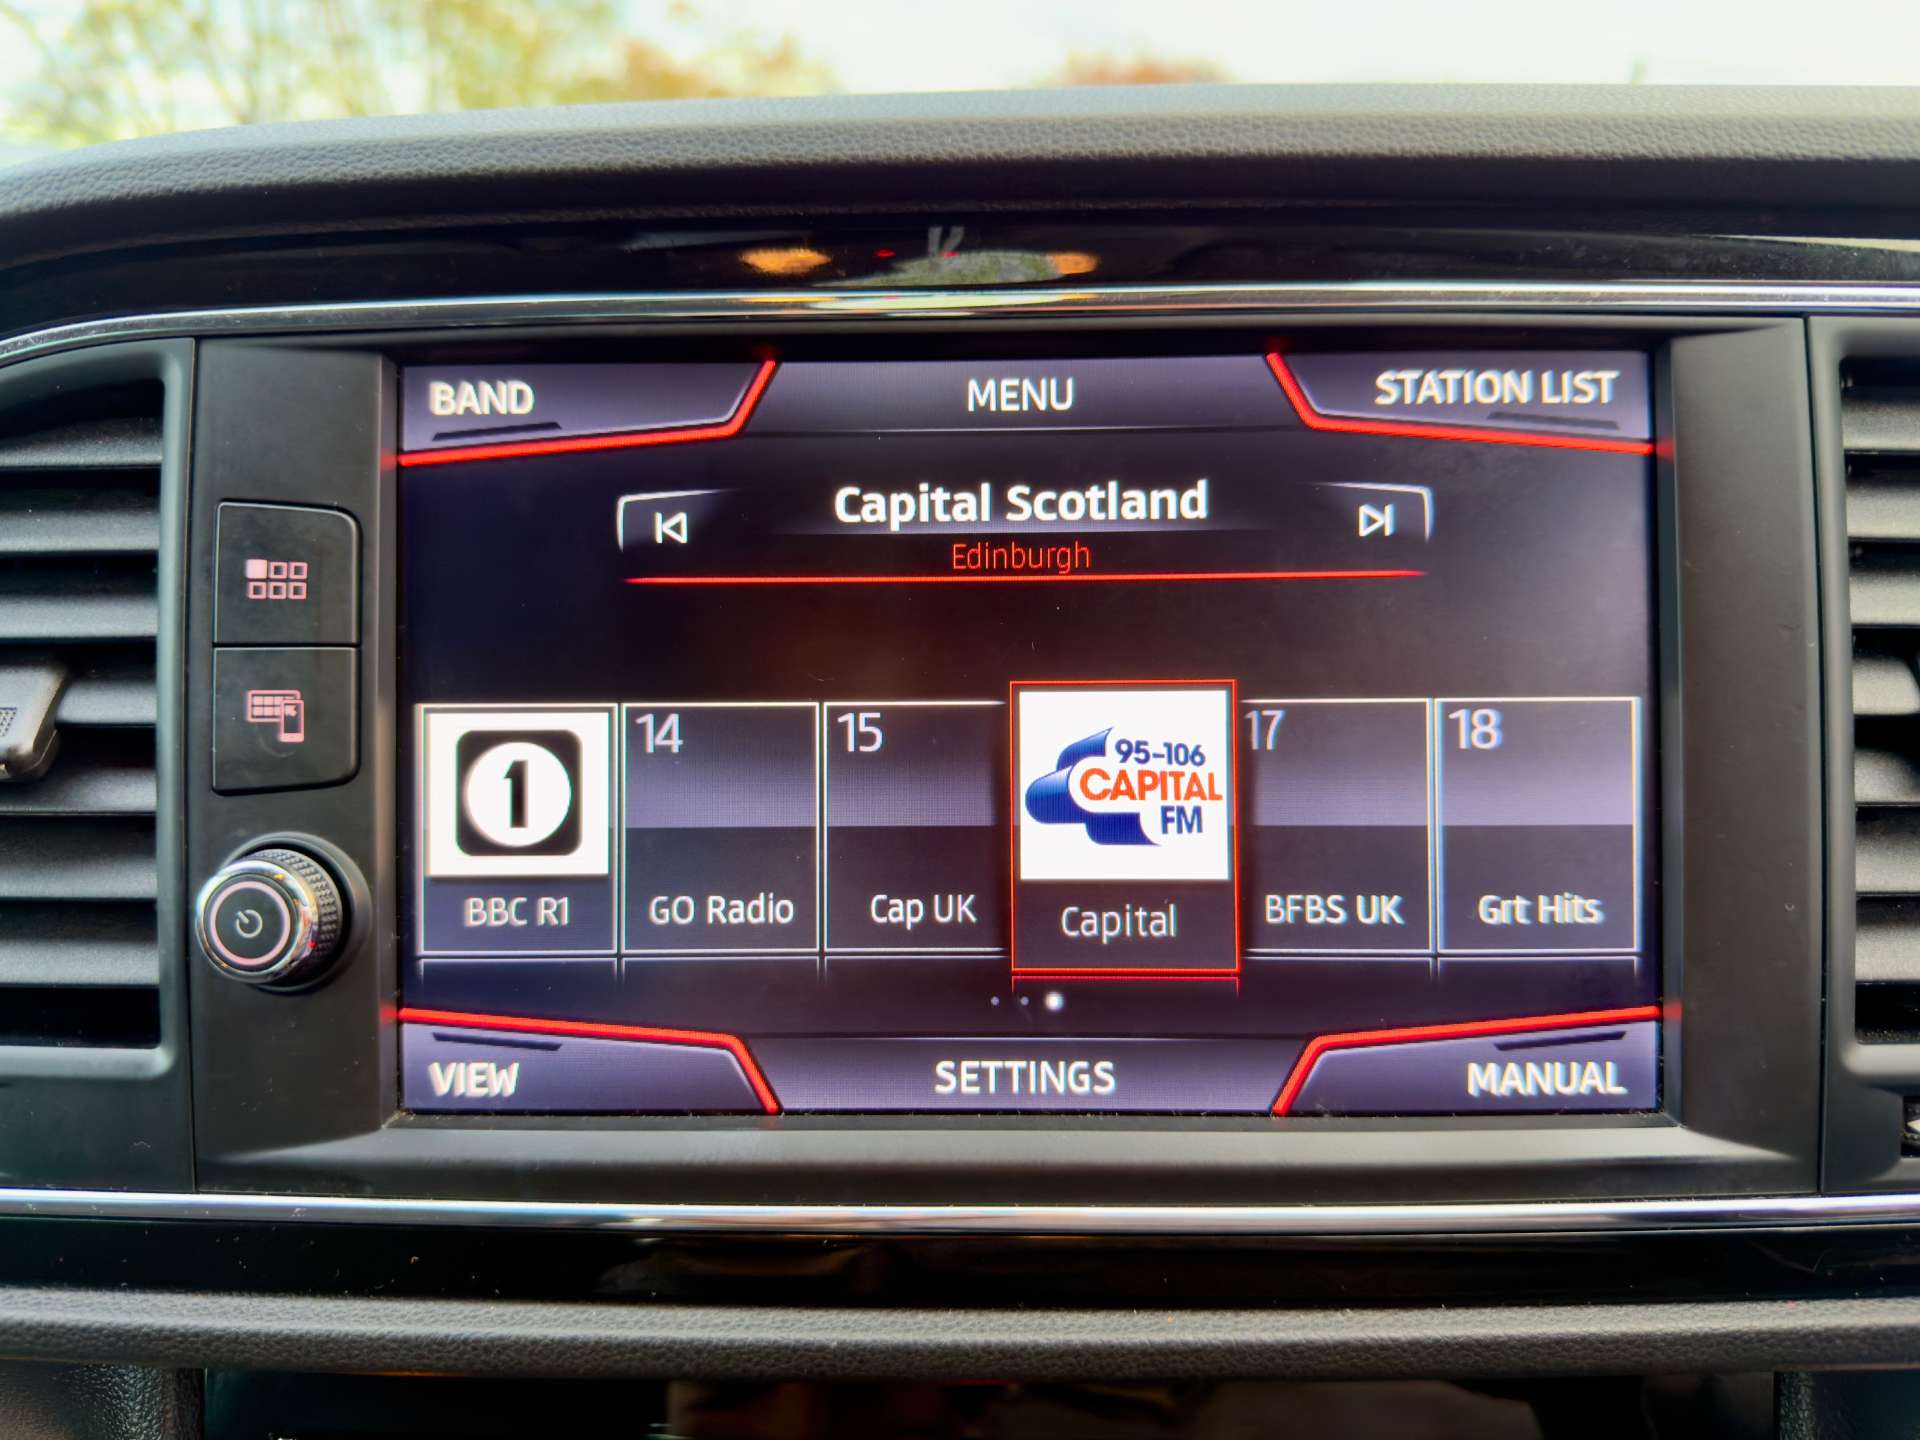 BAND
MENU
STATION LIST
Capital Scotland
Edinburgh
1
BBC R1
14
GO Radio
15
Cap UK
95-106
CAPITAL
FM
Capital
17
BFBS UK
18
Grt Hits
VIEW
SETTINGS
MANUAL